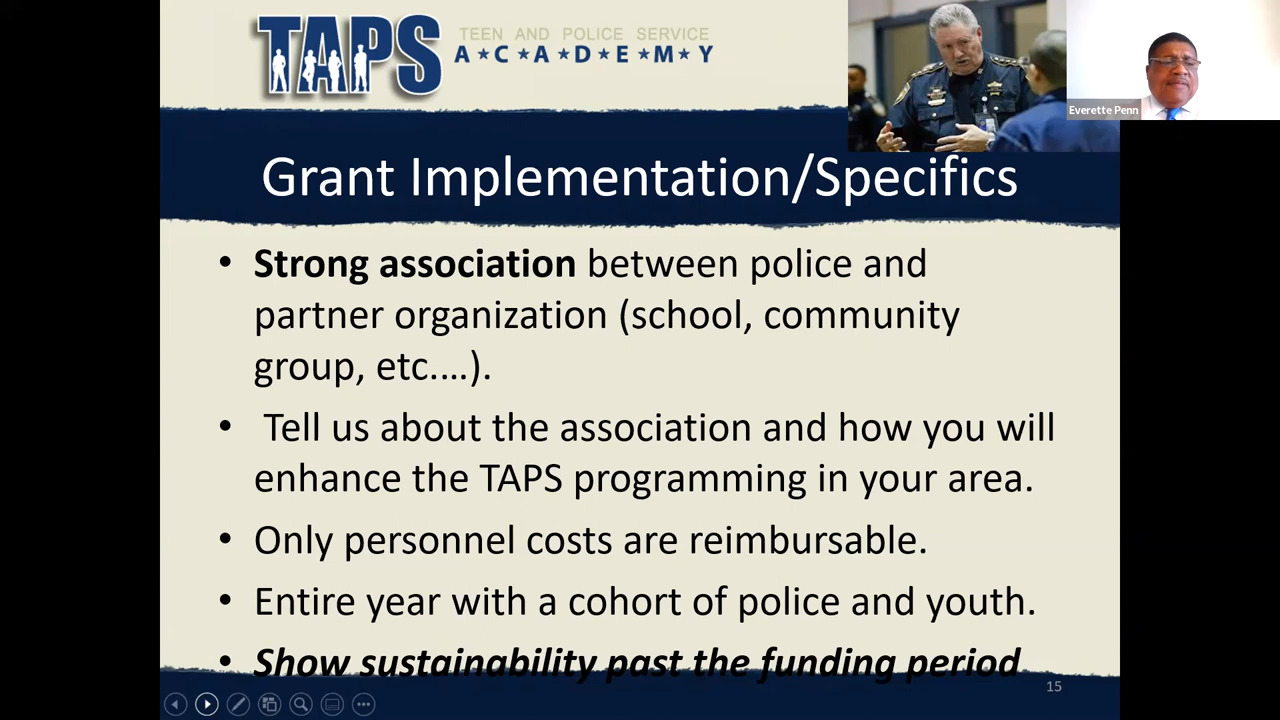 TAPS
TEEN AND POLICE SERVICE
A★C★A★D★E★M★Y
Everette Penn
Grant Implementation/Specifics
• Strong association between police and
partner organization (school, community
group, etc.…).
• Tell us about the association and how you will
enhance the TAPS programming in your area.
• Only personnel costs are reimbursable.
• Entire year with a cohort of police and youth.
• Show sustainability past the funding period
15